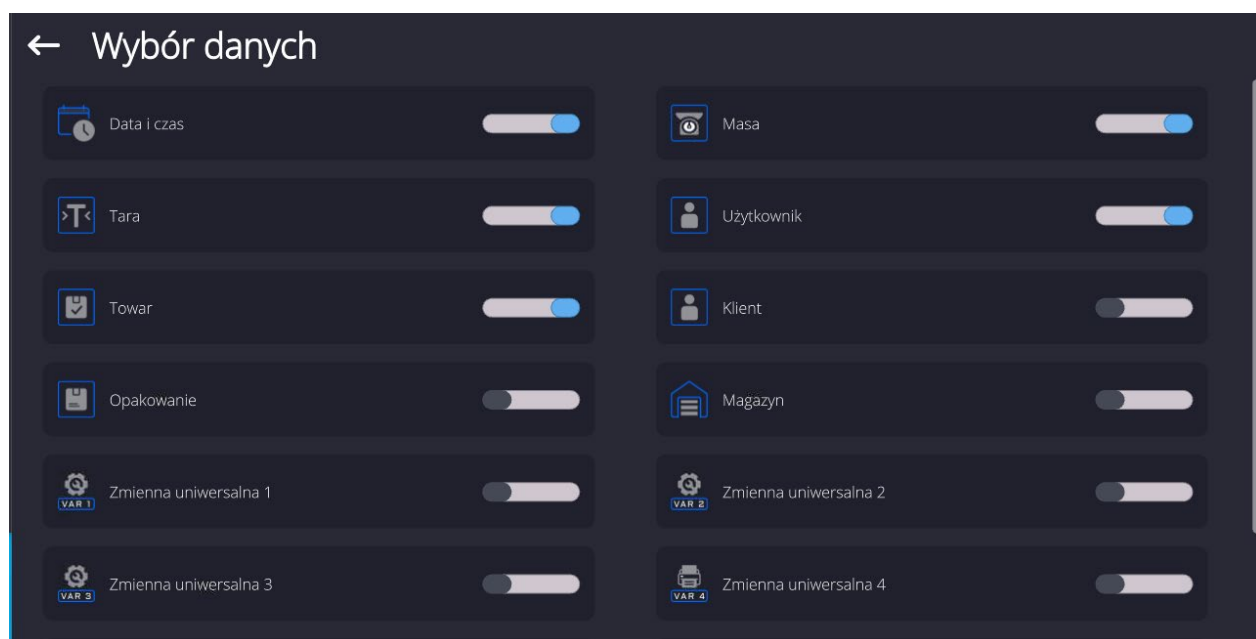 Wybór danych
Data i czas
Masa
>T< Tara
Użytkownik
Towar
Klient
Opakowanie
Magazyn
VAR 1 Zmienna uniwersalna 1
VAR 2 Zmienna uniwersalna 2
VAR 3 Zmienna uniwersalna 3
VAR 4 Zmienna uniwersalna 4